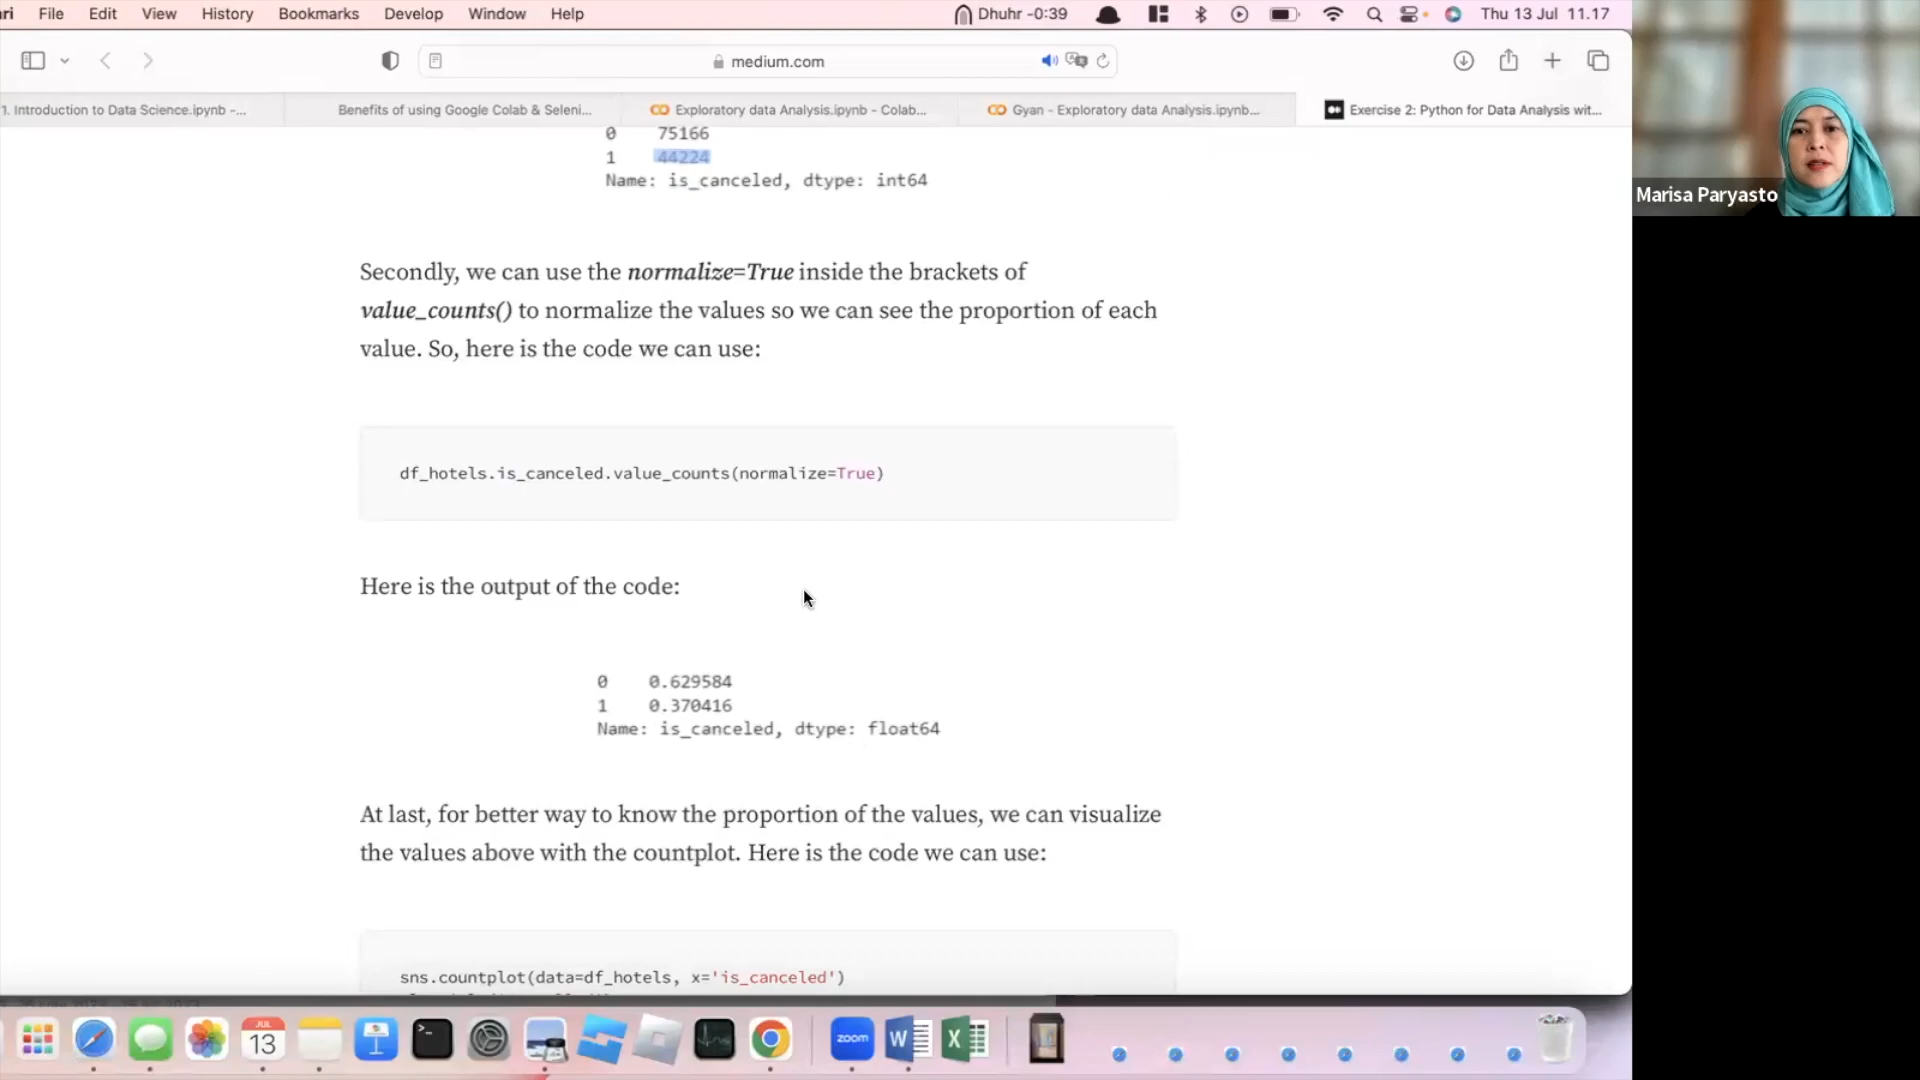 ri File Edit View History Bookmarks Develop Window Help Dhuhr -0:39 Thu 13 Jul 11.17
medium.com
1. Introduction to Data Science.ipynb -... Benefits of using Google Colab & Seleni... Exploratory data Analysis.ipynb - Colab... Gyan - Exploratory data Analysis.ipynb... Exercise 2: Python for Data Analysis wit...
0 75166
1 44224
Name: is_canceled, dtype: int64
Marisa Paryasto
Secondly, we can use the normalize=True inside the brackets of
value_counts() to normalize the values so we can see the proportion of each
value. So, here is the code we can use:
df_hotels.is_canceled.value_counts(normalize=True)
Here is the output of the code:
0 0.629584
1 0.370416
Name: is_canceled, dtype: float64
At last, for better way to know the proportion of the values, we can visualize
the values above with the countplot. Here is the code we can use:
sns.countplot(data=df_hotels, x='is_canceled')
JUL
13
zoom
W
X